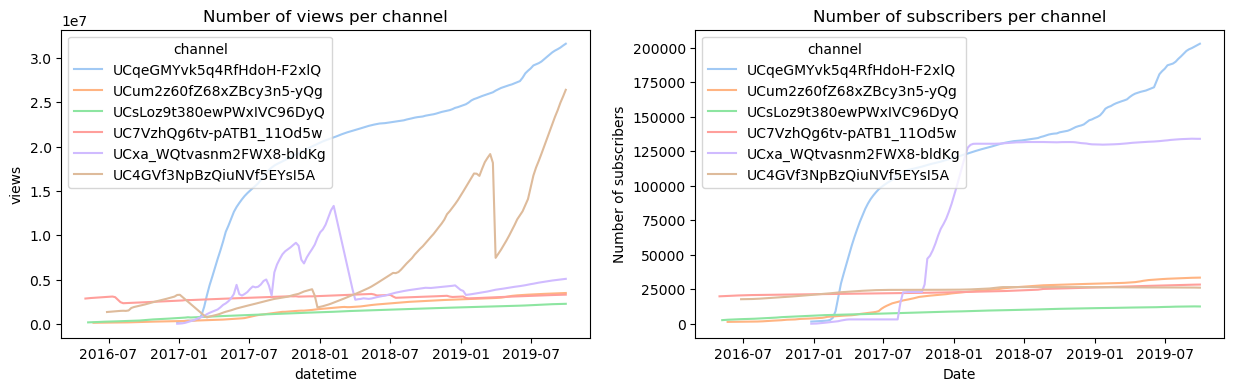 Number of views per channel
1e7
channel
UCqeGMYvk5q4RfHdoH-F2xlQ
UCum2z60fZ68xZBcy3n5-yQg
UCsLoz9t380ewPWxIVC96DyQ
UC7VzhQg6tv-pATB1_11Od5w
UCxa_WQtvasnm2FWX8-bldKg
UC4GVf3NpBzQiuNVf5EYsI5A
3.0
2.5
2.0
1.5
1.0
0.5
0.0
views
2016-07 2017-01 2017-07 2018-01 2018-07 2019-01 2019-07
datetime
Number of subscribers per channel
channel
UCqeGMYvk5q4RfHdoH-F2xlQ
UCum2z60fZ68xZBcy3n5-yQg
UCsLoz9t380ewPWxIVC96DyQ
UC7VzhQg6tv-pATB1_11Od5w
UCxa_WQtvasnm2FWX8-bldKg
UC4GVf3NpBzQiuNVf5EYsI5A
200000
175000
150000
125000
100000
75000
50000
25000
0
Number of subscribers
2016-07 2017-01 2017-07 2018-01 2018-07 2019-01 2019-07
Date